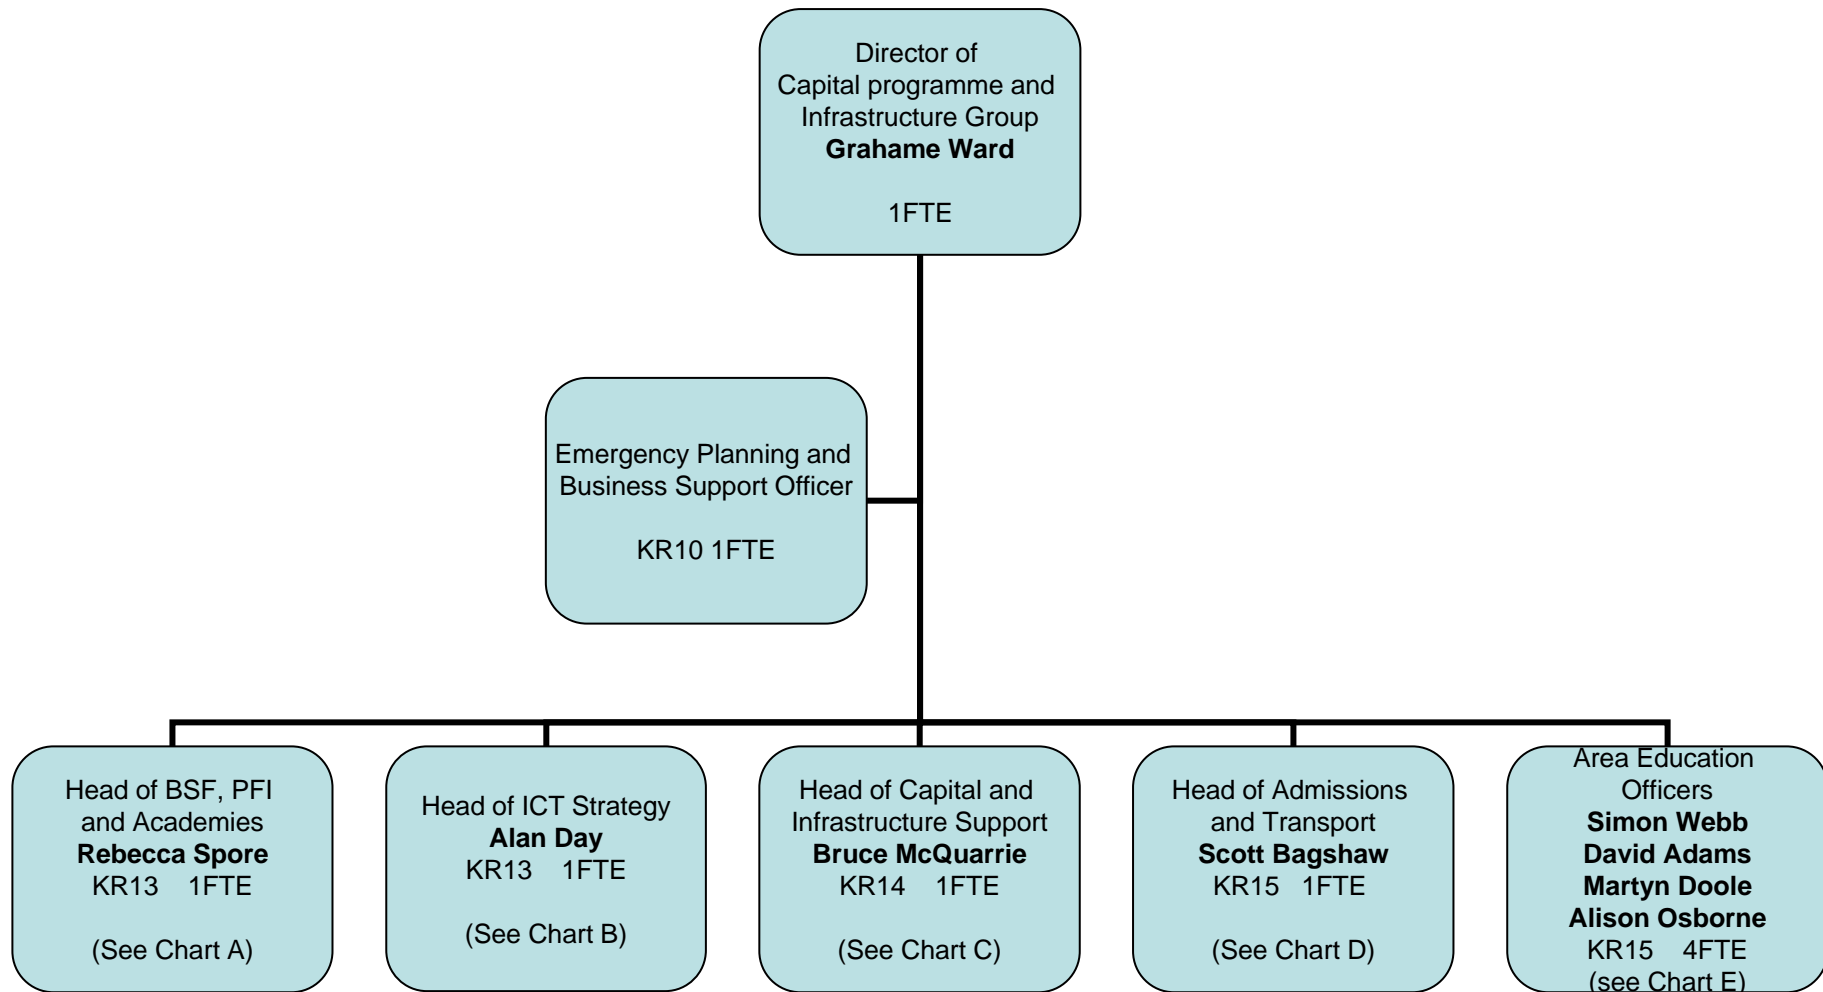 Director of
Capital programme and
Infrastructure Group
Grahame Ward
1FTE
Emergency Planning and
Business Support Officer
KR10 1FTE
Head of BSF, PFI
and Academies
Rebecca Spore
KR13 1FTE
(See Chart A)
Head of ICT Strategy
Alan Day
KR13 1FTE
(See Chart B)
Head of Capital and
Infrastructure Support
Bruce McQuarrie
KR14 1FTE
(See Chart C)
Head of Admissions
and Transport
Scott Bagshaw
KR15 1FTE
(See Chart D)
Area Education
Officers
Simon Webb
David Adams
Martyn Doole
Alison Osborne
KR15 4FTE
(see Chart E)